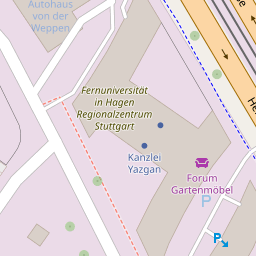 Autohaus
von der
Weppen
Fernuniversität
in Hagen
Regionalzentrum
Stuttgart
Kanzlei
Yazgan
Forum
Gartenmöbel
P
P